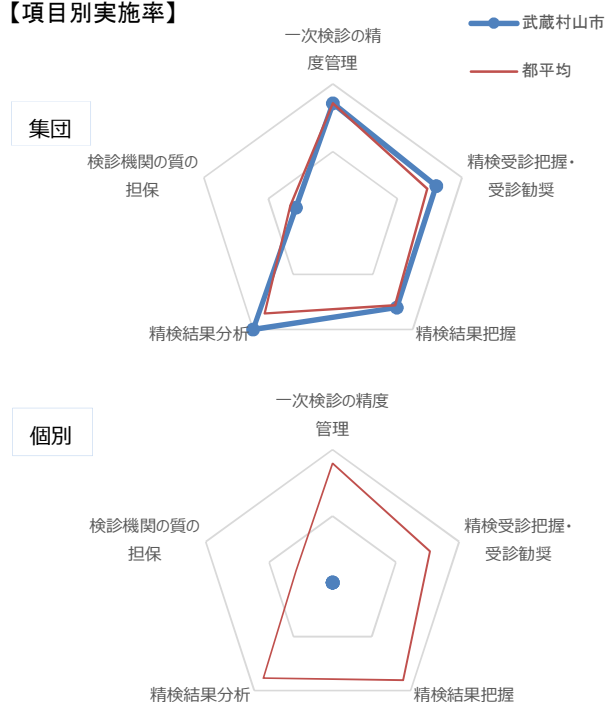 【項目別実施率】
武蔵村山市
都平均
集団
一次検診の精
度管理
精検受診把握・
受診勧奨
精検結果把握
精検結果分析
検診機関の質の
担保
個別
一次検診の精度
管理
精検受診把握・
受診勧奨
精検結果把握
精検結果分析
検診機関の質の
担保